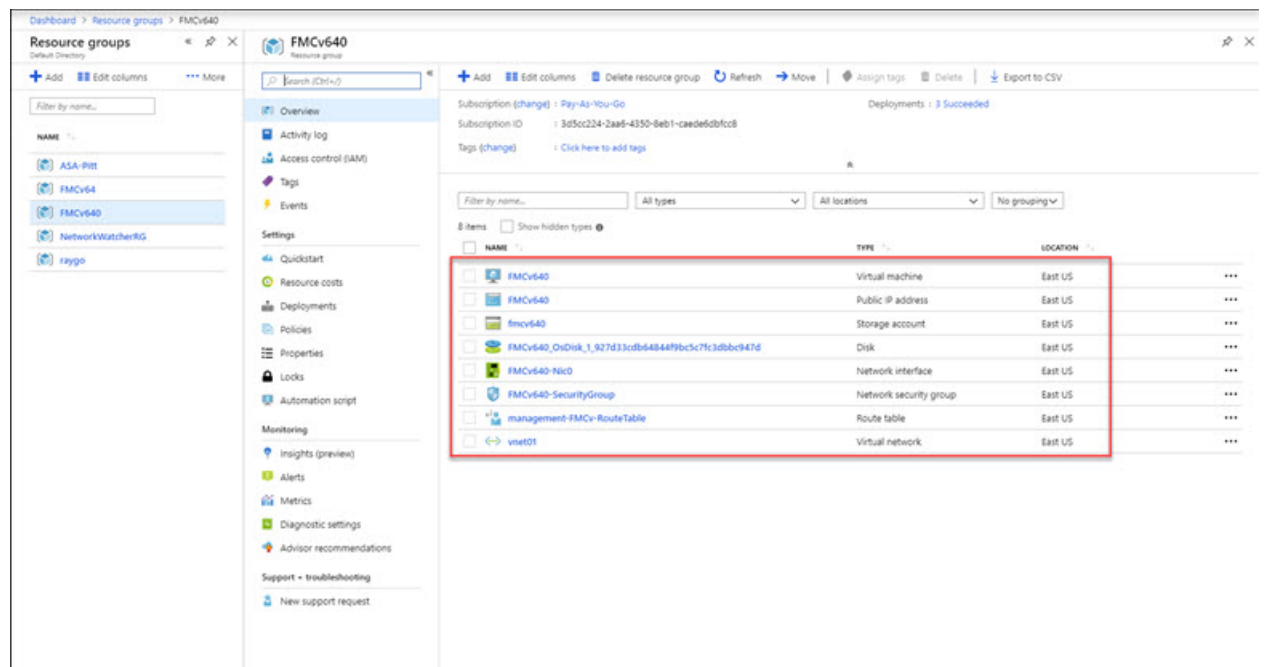 Dashboard > Resource groups > FMCv640
Resource groups
Default Directory
Add Edit columns ••• More
Filter by name...
NAME
ASA-Pitt
FMCv64
FMCv640
NetworkWatcherRG
raygo
FMCv640
Resource group
Search (Ctrl+/)
Overview
Activity log
Access control (IAM)
Tags
Events
Settings
Quickstart
Resource costs
Deployments
Policies
Properties
Locks
Automation script
Monitoring
Insights (preview)
Alerts
Metrics
Diagnostic settings
Advisor recommendations
Support + troubleshooting
New support request
Add Edit columns Delete resource group Refresh Move Assign tags Delete Export to CSV
Subscription (change) : Pay-As-You-Go Deployments : 3 Succeeded
Subscription ID : 3d5cc224-2aa6-4350-8eb1-caede6dbfcc8
Tags (change) : Click here to add tags
Filter by name... All types All locations No grouping
8 items Show hidden types
NAME TYPE LOCATION
FMCv640 Virtual machine East US •••
FMCv640 Public IP address East US •••
fmcv640 Storage account East US •••
FMCv640_OsDisk_1_927d33cdb64844f9bc5c7fc3dbbc947d Disk East US •••
FMCv640-Nic0 Network interface East US •••
FMCv640-SecurityGroup Network security group East US •••
management-FMCv-RouteTable Route table East US •••
vnet01 Virtual network East US •••